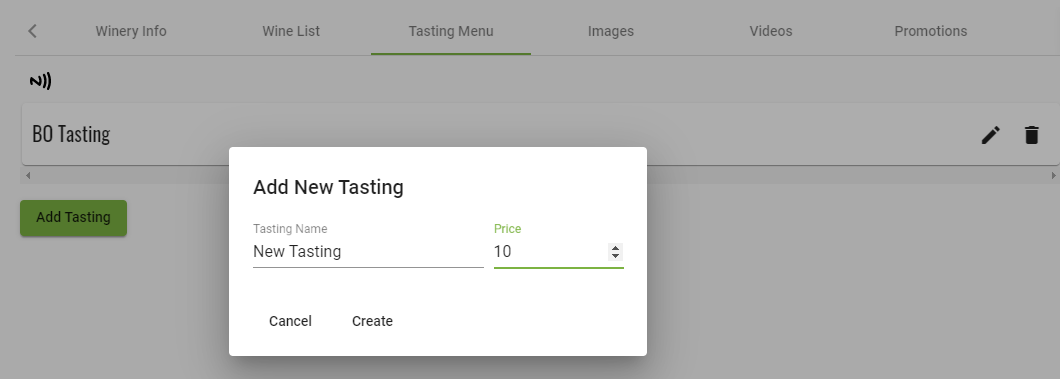 Winery Info Wine List Tasting Menu Images Videos Promotions
BO Tasting
Add Tasting
Add New Tasting
Tasting Name Price
New Tasting 10
Cancel Create